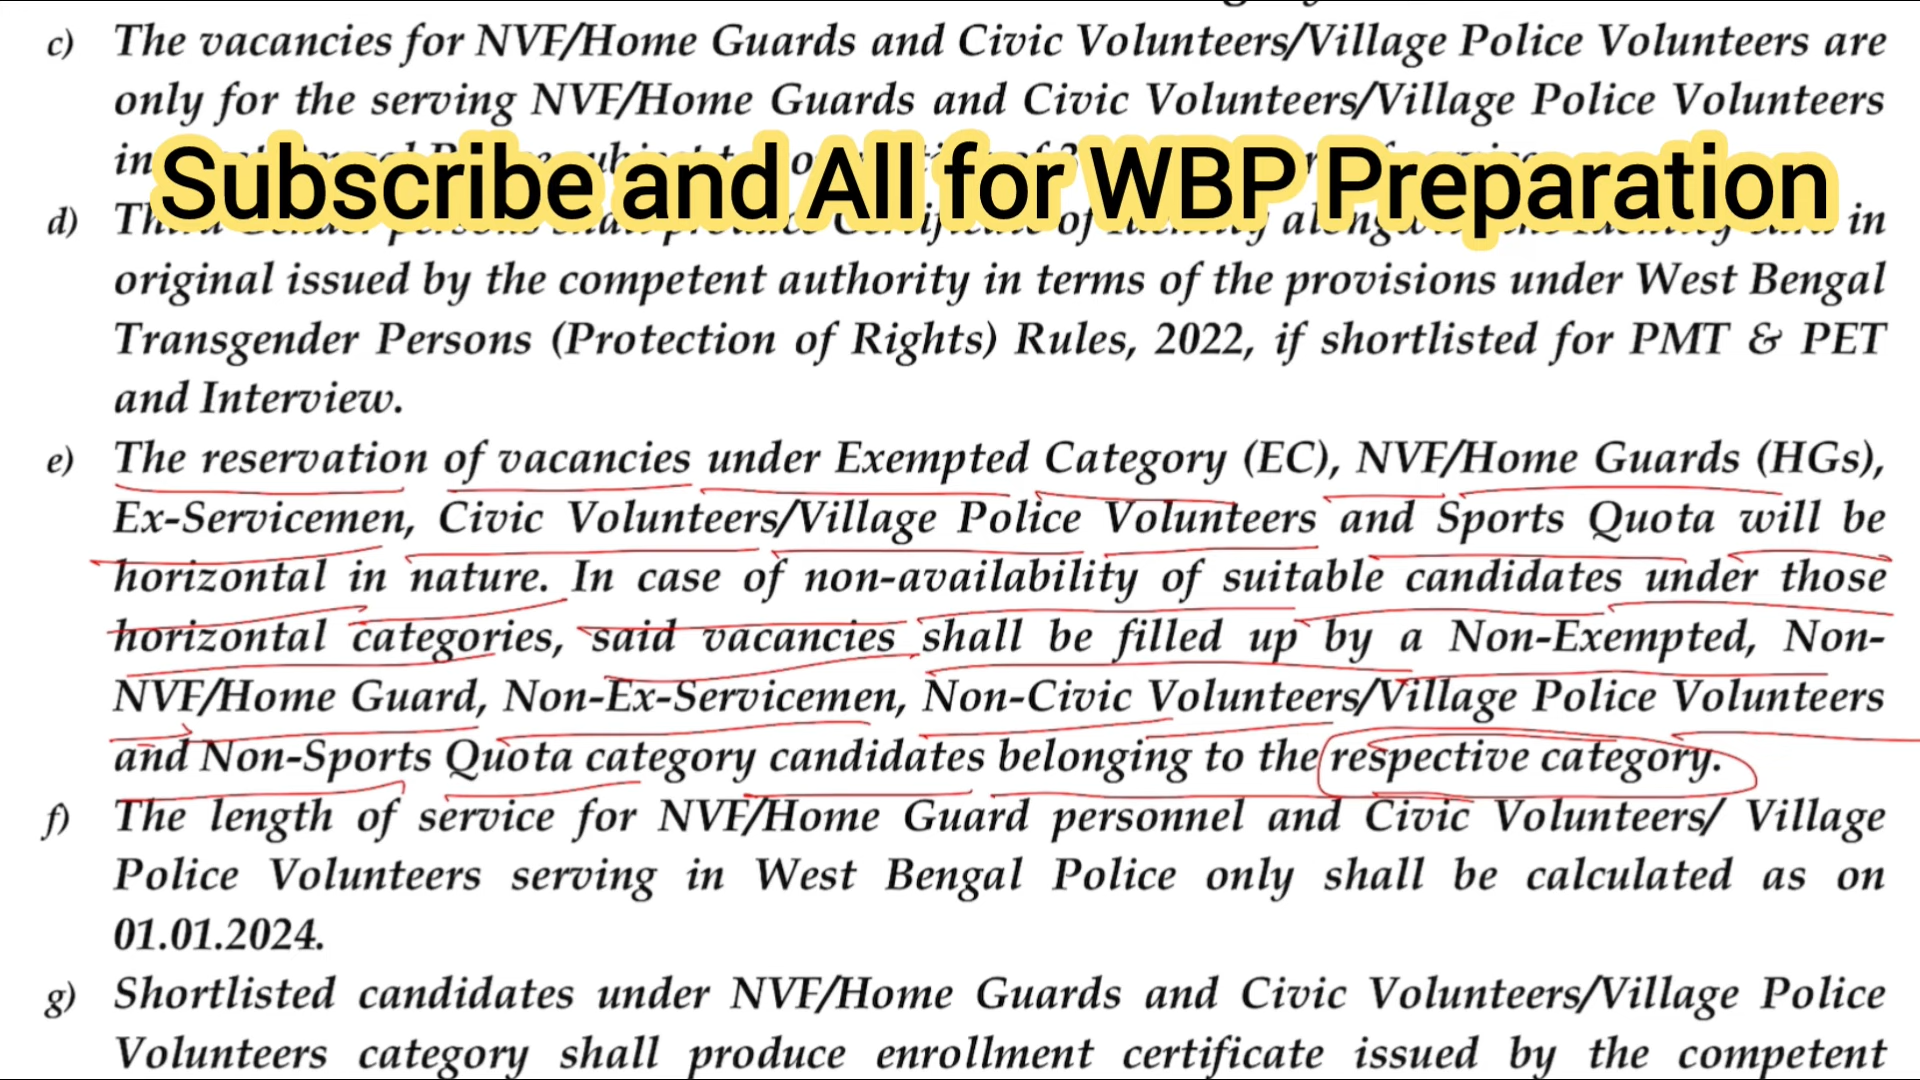 c) The vacancies for NVF/Home Guards and Civic Volunteers/Village Police Volunteers are
only for the serving NVF/Home Guards and Civic Volunteers/Village Police Volunteers
in
Subscribe and All for WBP Preparation
d) in
original issued by the competent authority in terms of the provisions under West Bengal
Transgender Persons (Protection of Rights) Rules, 2022, if shortlisted for PMT & PET
and Interview.
e) The reservation of vacancies under Exempted Category (EC), NVF/Home Guards (HGs),
Ex-Servicemen, Civic Volunteers/Village Police Volunteers and Sports Quota will be
horizontal in nature. In case of non-availability of suitable candidates under those
horizontal categories, said vacancies shall be filled up by a Non-Exempted, Non-
NVF/Home Guard, Non-Ex-Servicemen, Non-Civic Volunteers/Village Police Volunteers
and Non-Sports Quota category candidates belonging to the respective category.
f) The length of service for NVF/Home Guard personnel and Civic Volunteers/ Village
Police Volunteers serving in West Bengal Police only shall be calculated as on
01.01.2024.
g) Shortlisted candidates under NVF/Home Guards and Civic Volunteers/Village Police
Volunteers category shall produce enrollment certificate issued by the competent